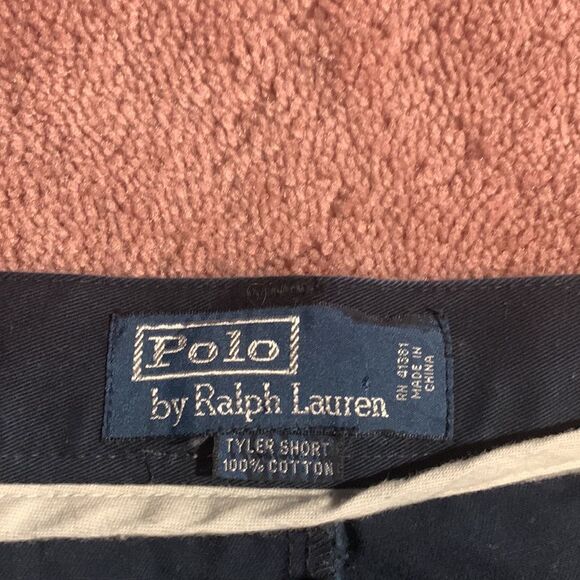 Polo
by Ralph Lauren
RN 41381
MADE IN
CHINA
TYLER SHORT
100% COTTON